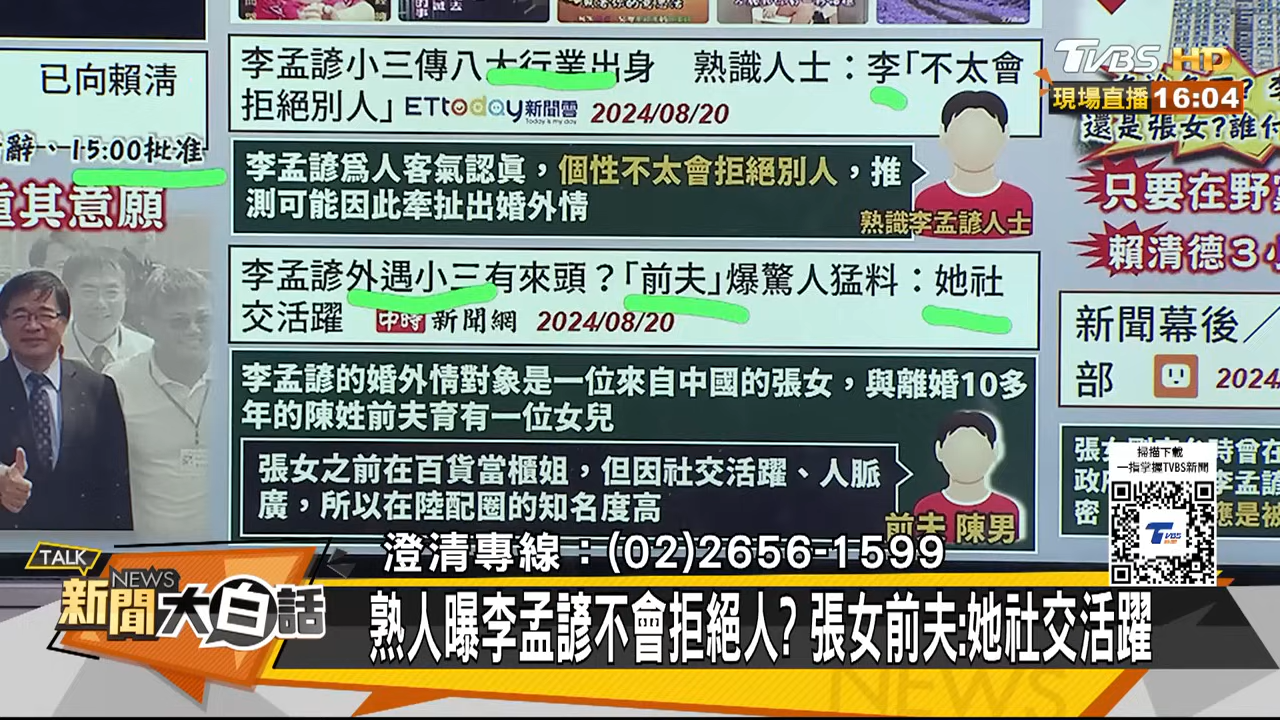 已向賴清
辭、15:00批准
重其意願
李孟諺小三傳八大行業出身 熟識人士：李「不太會
拒絕別人」 ETtoday新聞雲 2024/08/20
李孟諺為人客氣認真，個性不太會拒絕別人，推
測可能因此牽扯出婚外情
熟識李孟諺人士
李孟諺外遇小三有來頭？「前夫」爆驚人猛料：她社
交活躍 中時新聞網 2024/08/20
李孟諺的婚外情對象是一位來自中國的張女，與離婚10多
年的陳姓前夫育有一位女兒
張女之前在百貨當櫃姐，但因社交活躍、人脈
廣，所以在陸配圈的知名度高
前夫 陳男
TVBS HD
現場直播 16:04
還是張女?誰付
只要在野黨
賴清德3小
新聞幕後／
部 2024
掃描下載
一指掌握TVBS新聞
TVBS
澄清專線：(02)2656-1599
TALK
NEWS
新聞大白話
熟人曝李孟諺不會拒絕人? 張女前夫:她社交活躍
NEWS